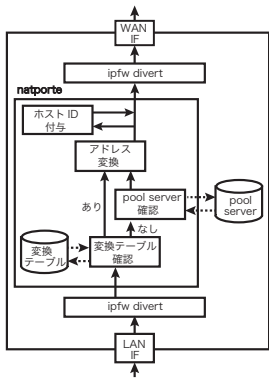 WAN
IF
ipfw divert
natporte
ホスト ID
付与
アドレス
変換
あり
pool server
確認
pool
server
なし
変換
テーブル
変換テーブル
確認
ipfw divert
LAN
IF